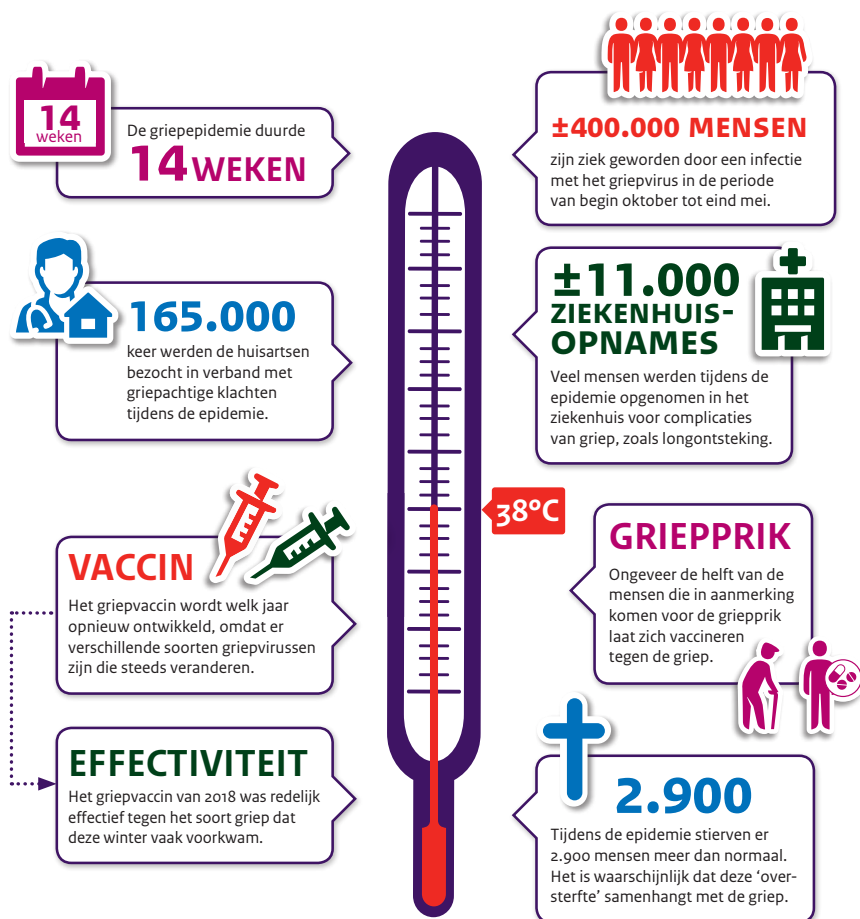 14
weken
De griepepidemie duurde
14 WEKEN
±400.000 MENSEN
zijn ziek geworden door een infectie
met het griepvirus in de periode
van begin oktober tot eind mei.
165.000
keer werden de huisartsen
bezocht in verband met
griepachtige klachten
tijdens de epidemie.
±11.000
ZIEKENHUIS-
OPNAMES
Veel mensen werden tijdens de
epidemie opgenomen in het
ziekenhuis voor complicaties
van griep, zoals longontsteking.
38°C
VACCIN
Het griepvaccin wordt welk jaar
opnieuw ontwikkeld, omdat er
verschillende soorten griepvirussen
zijn die steeds veranderen.
GRIEPPRIK
Ongeveer de helft van de
mensen die in aanmerking
komen voor de griepprik
laat zich vaccineren
tegen de griep.
EFFECTIVITEIT
Het griepvaccin van 2018 was redelijk
effectief tegen het soort griep dat
deze winter vaak voorkwam.
2.900
Tijdens de epidemie stierven er
2.900 mensen meer dan normaal.
Het is waarschijnlijk dat deze ‘over-
sterfte’ samenhangt met de griep.